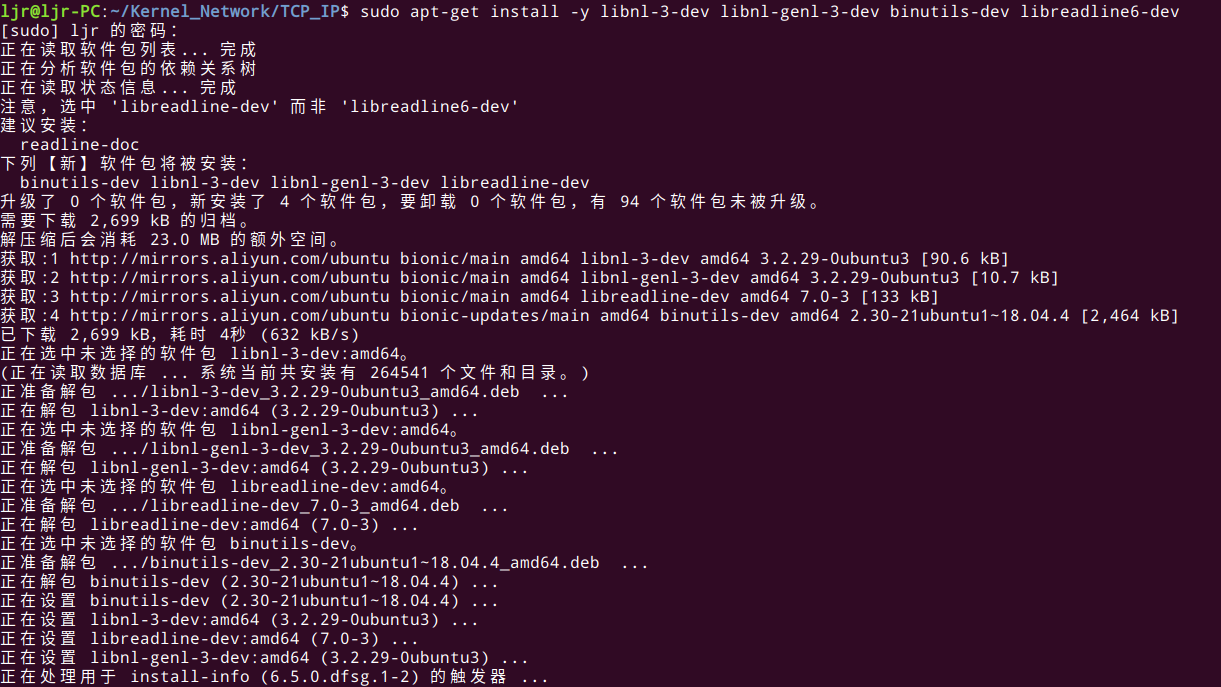 ljr@ljr-PC:~/Kernel_Network/TCP_IP$ sudo apt-get install -y libnl-3-dev libnl-genl-3-dev binutils-dev libreadline6-dev
[sudo] ljr 的密码：
正在读取软件包列表... 完成
正在分析软件包的依赖关系树
正在读取状态信息... 完成
注意，选中 'libreadline-dev' 而非 'libreadline6-dev'
建议安装：
  readline-doc
下列【新】软件包将被安装：
  binutils-dev libnl-3-dev libnl-genl-3-dev libreadline-dev
升级了 0 个软件包，新安装了 4 个软件包，要卸载 0 个软件包，有 94 个软件包未被升级。
需要下载 2,699 kB 的归档。
解压缩后会消耗 23.0 MB 的额外空间。
获取:1 http://mirrors.aliyun.com/ubuntu bionic/main amd64 libnl-3-dev amd64 3.2.29-0ubuntu3 [90.6 kB]
获取:2 http://mirrors.aliyun.com/ubuntu bionic/main amd64 libnl-genl-3-dev amd64 3.2.29-0ubuntu3 [10.7 kB]
获取:3 http://mirrors.aliyun.com/ubuntu bionic/main amd64 libreadline-dev amd64 7.0-3 [133 kB]
获取:4 http://mirrors.aliyun.com/ubuntu bionic-updates/main amd64 binutils-dev amd64 2.30-21ubuntu1~18.04.4 [2,464 kB]
已下载 2,699 kB，耗时 4秒 (632 kB/s)
正在选中未选择的软件包 libnl-3-dev:amd64。
(正在读取数据库 ... 系统当前共安装有 264541 个文件和目录。)
正准备解包 .../libnl-3-dev_3.2.29-0ubuntu3_amd64.deb  ...
正在解包 libnl-3-dev:amd64 (3.2.29-0ubuntu3) ...
正在选中未选择的软件包 libnl-genl-3-dev:amd64。
正准备解包 .../libnl-genl-3-dev_3.2.29-0ubuntu3_amd64.deb  ...
正在解包 libnl-genl-3-dev:amd64 (3.2.29-0ubuntu3) ...
正在选中未选择的软件包 libreadline-dev:amd64。
正准备解包 .../libreadline-dev_7.0-3_amd64.deb  ...
正在解包 libreadline-dev:amd64 (7.0-3) ...
正在选中未选择的软件包 binutils-dev。
正准备解包 .../binutils-dev_2.30-21ubuntu1~18.04.4_amd64.deb  ...
正在解包 binutils-dev (2.30-21ubuntu1~18.04.4) ...
正在设置 binutils-dev (2.30-21ubuntu1~18.04.4) ...
正在设置 libnl-3-dev:amd64 (3.2.29-0ubuntu3) ...
正在设置 libreadline-dev:amd64 (7.0-3) ...
正在设置 libnl-genl-3-dev:amd64 (3.2.29-0ubuntu3) ...
正在处理用于 install-info (6.5.0.dfsg.1-2) 的触发器 ...